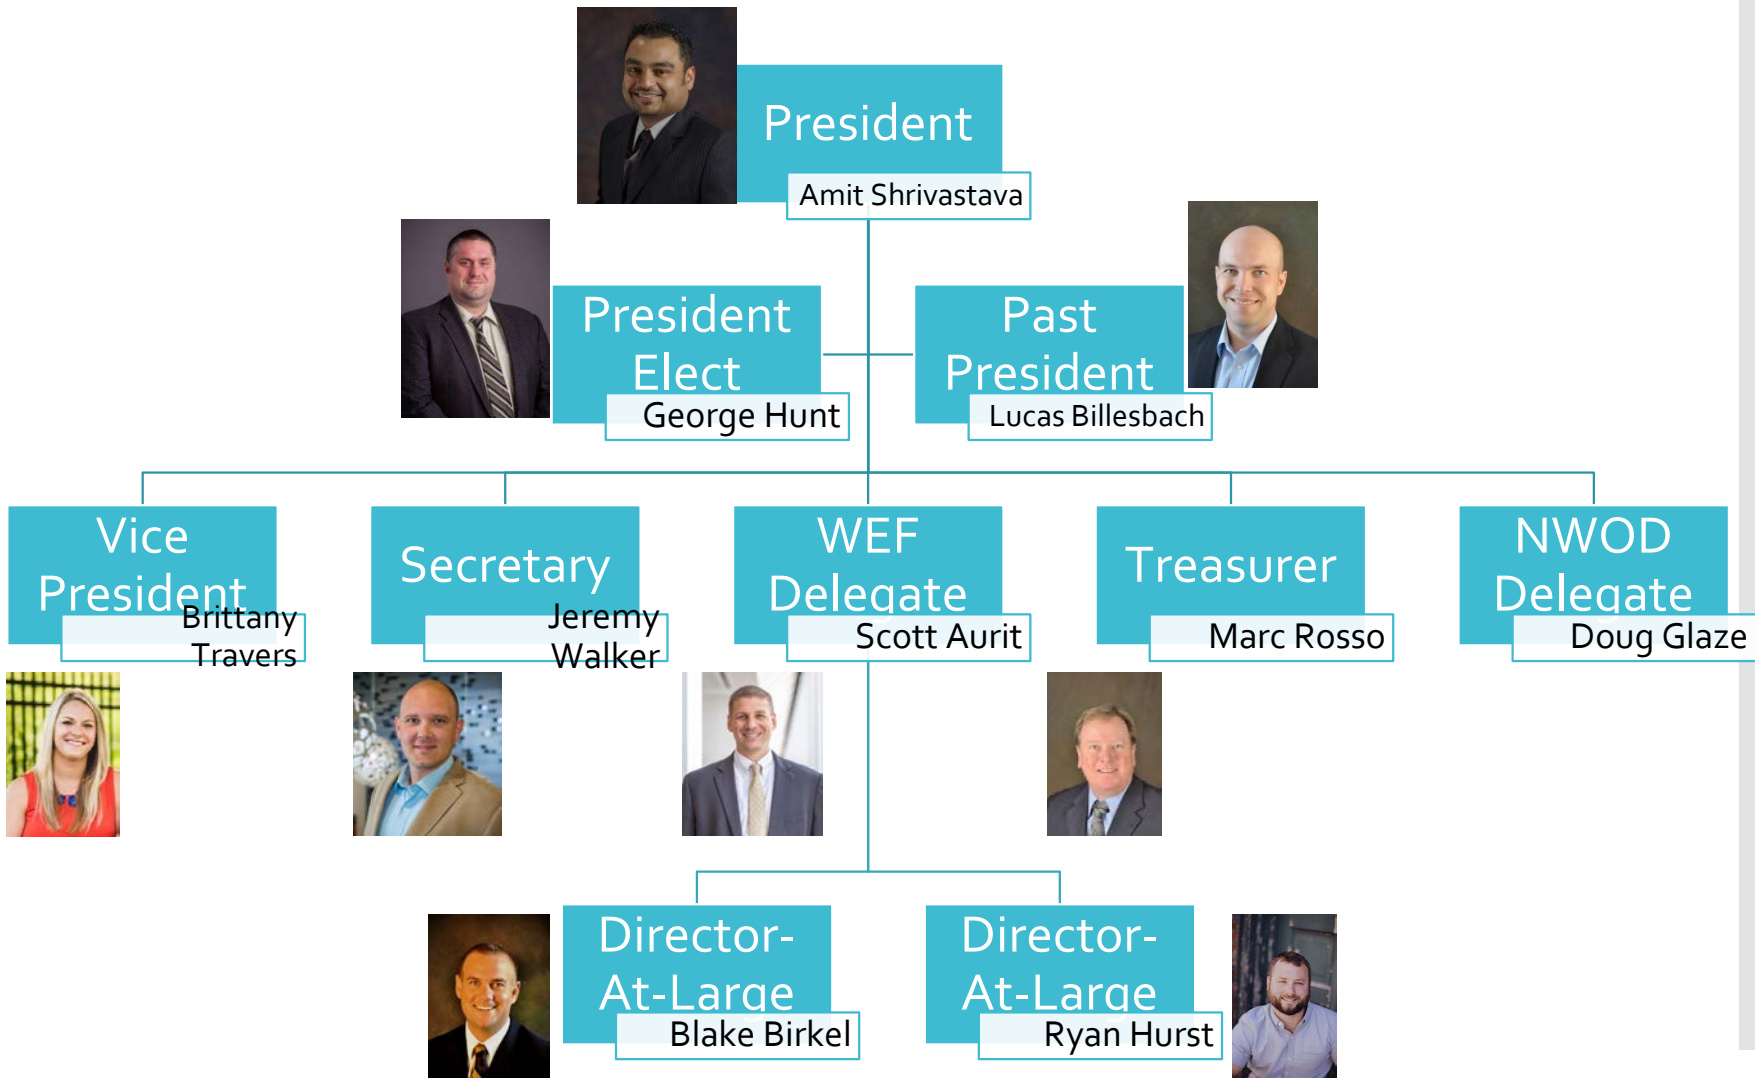 President
Amit Shrivastava
President
Elect
George Hunt
Past
President
Lucas Billesbach
Vice
President
Brittany
Travers
Secretary
Jeremy
Walker
WEF
Delegate
Scott Aurit
Treasurer
Marc Rosso
NWOD
Delegate
Doug Glaze
Director-
At-Large
Blake Birkel
Director-
At-Large
Ryan Hurst